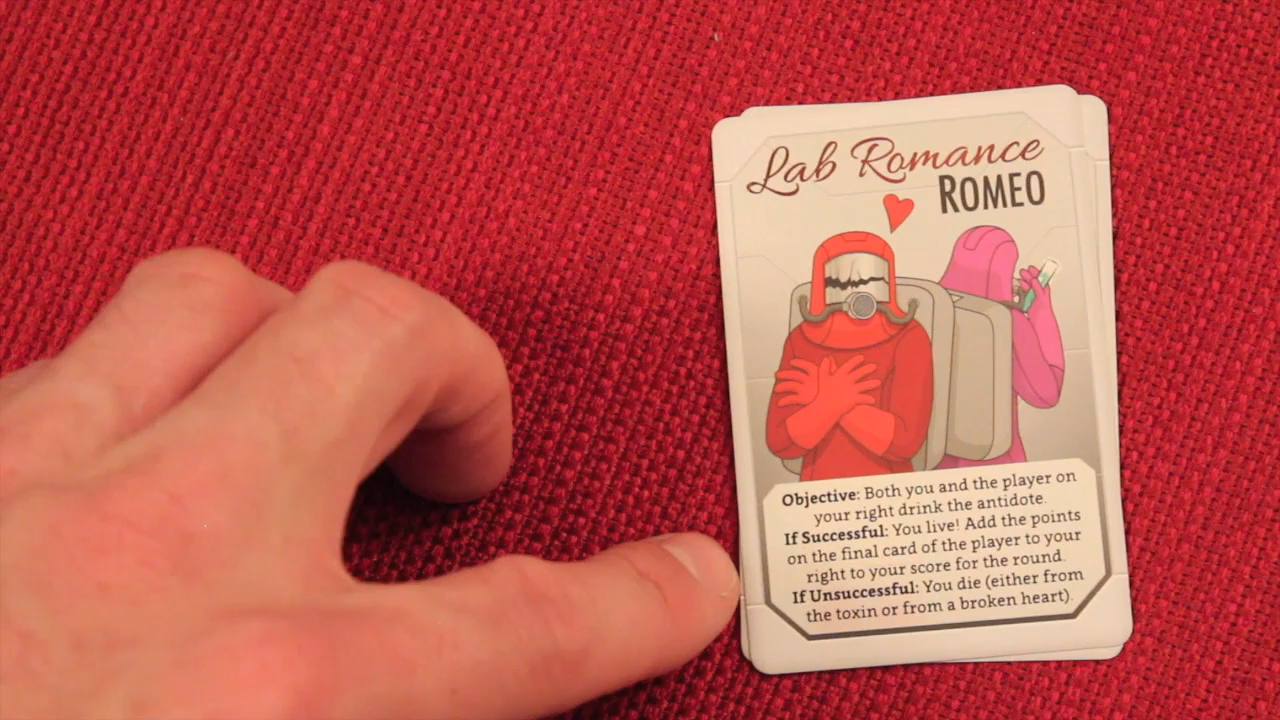 Lab Romance
ROMEO
Objective: Both you and the player on
your right drink the antidote.
If Successful: You live! Add the points
on the final card of the player to your
right to your score for the round.
If Unsuccessful: You die (either from
the toxin or from a broken heart).